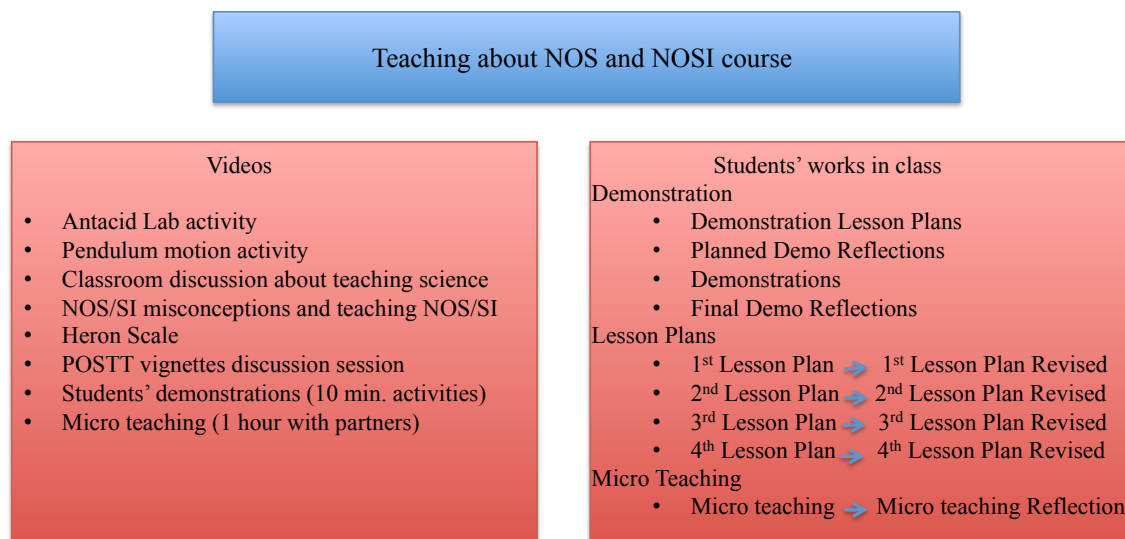 Teaching about NOS and NOSI course
Videos
• Antacid Lab activity
• Pendulum motion activity
• Classroom discussion about teaching science
• NOS/SI misconceptions and teaching NOS/SI
• Heron Scale
• POSTT vignettes discussion session
• Students’ demonstrations (10 min. activities)
• Micro teaching (1 hour with partners)
Students’ works in class
Demonstration
• Demonstration Lesson Plans
• Planned Demo Reflections
• Demonstrations
• Final Demo Reflections
Lesson Plans
• 1st Lesson Plan → 1st Lesson Plan Revised
• 2nd Lesson Plan → 2nd Lesson Plan Revised
• 3rd Lesson Plan → 3rd Lesson Plan Revised
• 4th Lesson Plan → 4th Lesson Plan Revised
Micro Teaching
• Micro teaching → Micro teaching Reflection